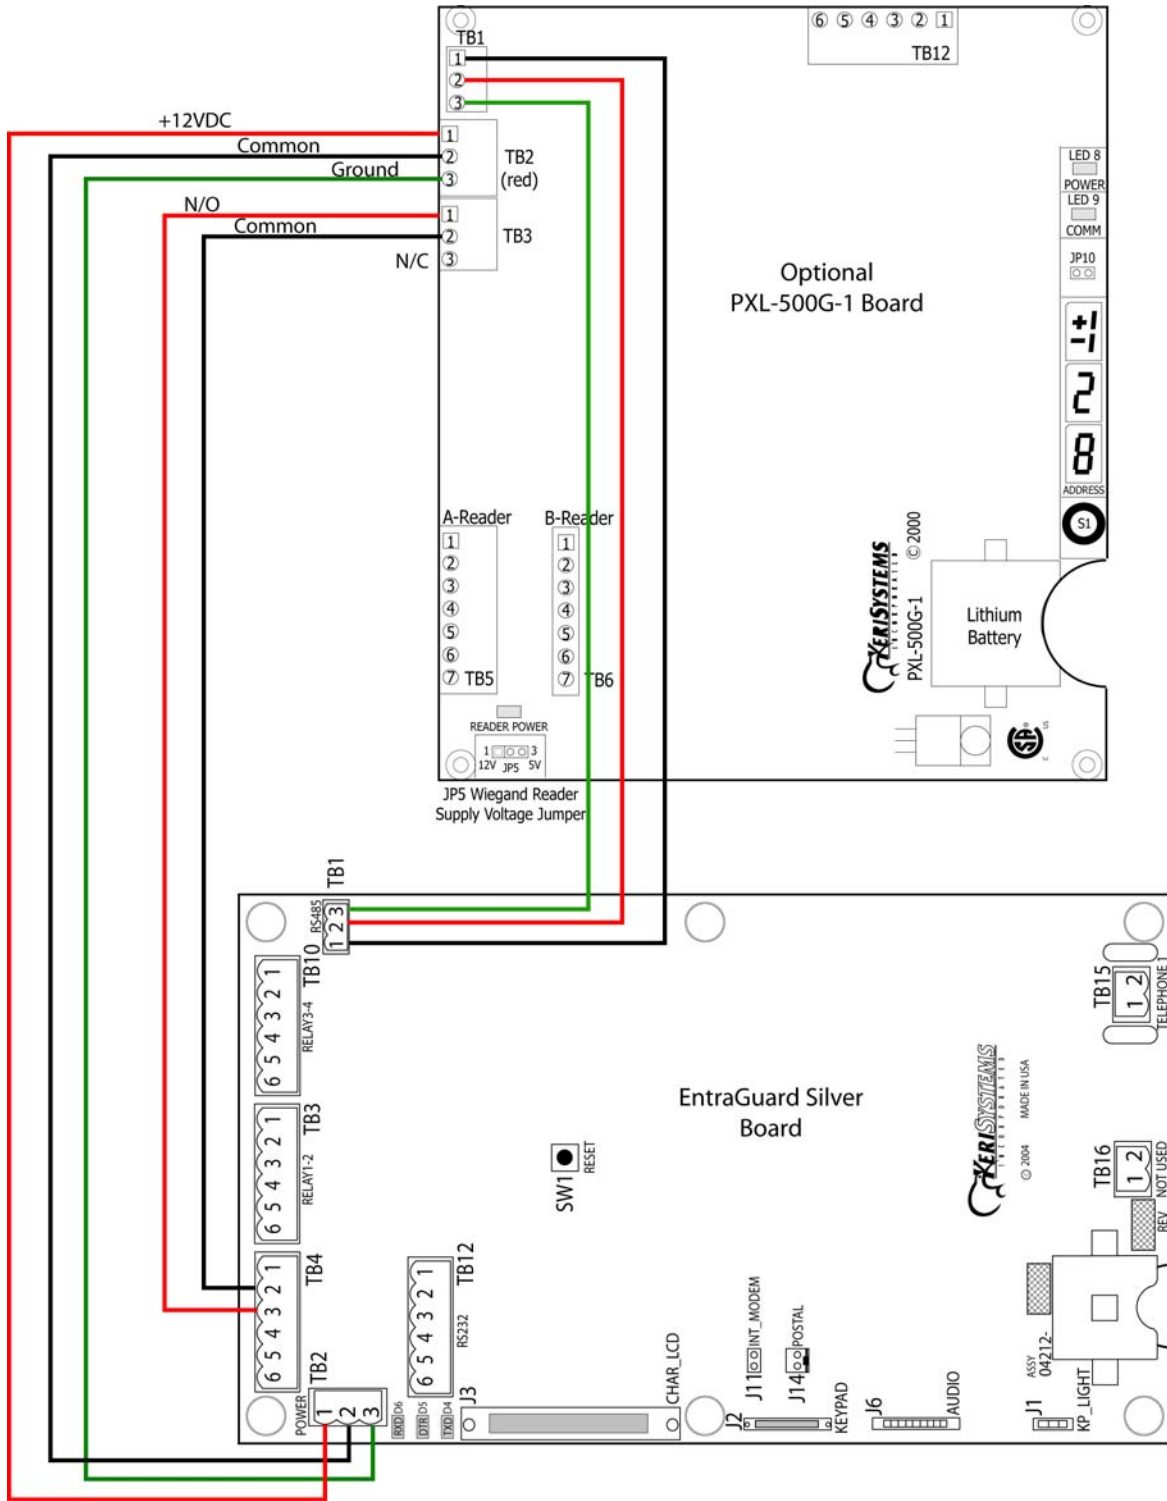 TB1
1
2
3
6 5 4 3 2 1
TB12
+12VDC
Common
Ground
1
2
3
TB2
(red)
N/O
Common
N/C
1
2
3
TB3
LED 8
POWER
LED 9
COMM
JP10
Optional
PXL-500G-1 Board
+1
-1
2
8
ADDRESS
S1
A-Reader
1
2
3
4
5
6
7 TB5
B-Reader
1
2
3
4
5
6
7 TB6
READER POWER
1 3
12V JP5 5V
JP5 Wiegand Reader
Supply Voltage Jumper
KERISYSTEMS
INCORPORATED
PXL-500G-1 © 2000
Lithium
Battery
SA ®
C US
TB1
RS485
1 2 3
TB10
RELAY3-4
6 5 4 3 2 1
TB3
RELAY1-2
6 5 4 3 2 1
TB4
6 5 4 3 2 1
TB2
POWER
1 2 3
TB12
RS232
6 5 4 3 2 1
RXD D6
DTR D5
TXD D4
J3
CHAR_LCD
EntraGuard Silver
Board
SW1
RESET
KERISYSTEMS
INCORPORATED
© 2004 MADE IN USA
TB15
1 2
TELEPHONE 1
TB16
1 2
NOT USED
REV
ASSY
04212-
J11 INT_MODEM
J14 POSTAL
J2
KEYPAD
J6
AUDIO
J1
KP_LIGHT